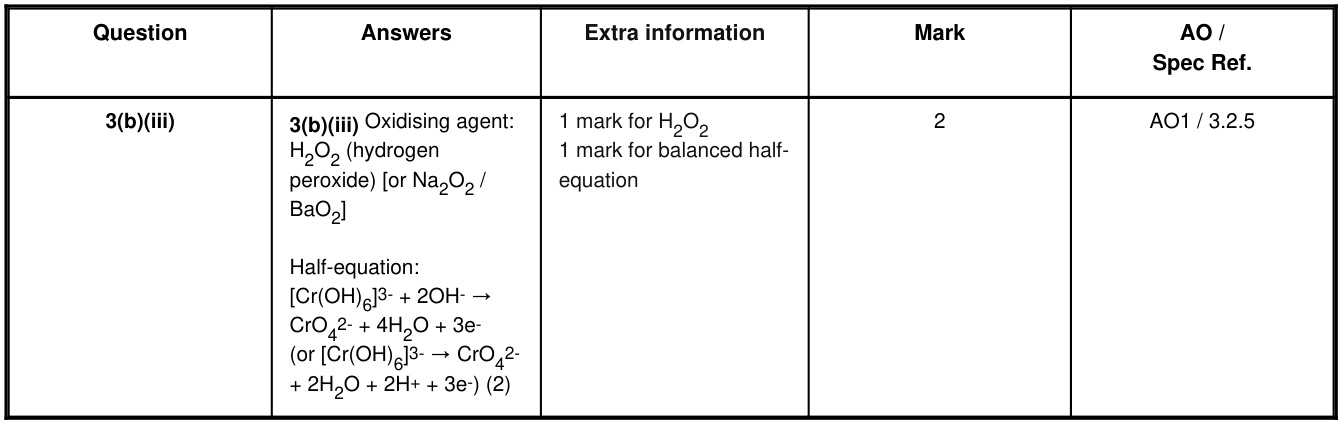 Question Answers Extra information Mark AO /
Spec Ref.
3(b)(iii)
3(b)(iii) Oxidising agent:
H2O2 (hydrogen
peroxide) [or Na2O2 /
BaO2]
Half-equation:
[Cr(OH)6]3- + 2OH- →
CrO42- + 4H2O + 3e-
(or [Cr(OH)6]3- → CrO42-
+ 2H2O + 2H+ + 3e-) (2)
1 mark for H2O2
1 mark for balanced half-
equation
2
AO1 / 3.2.5